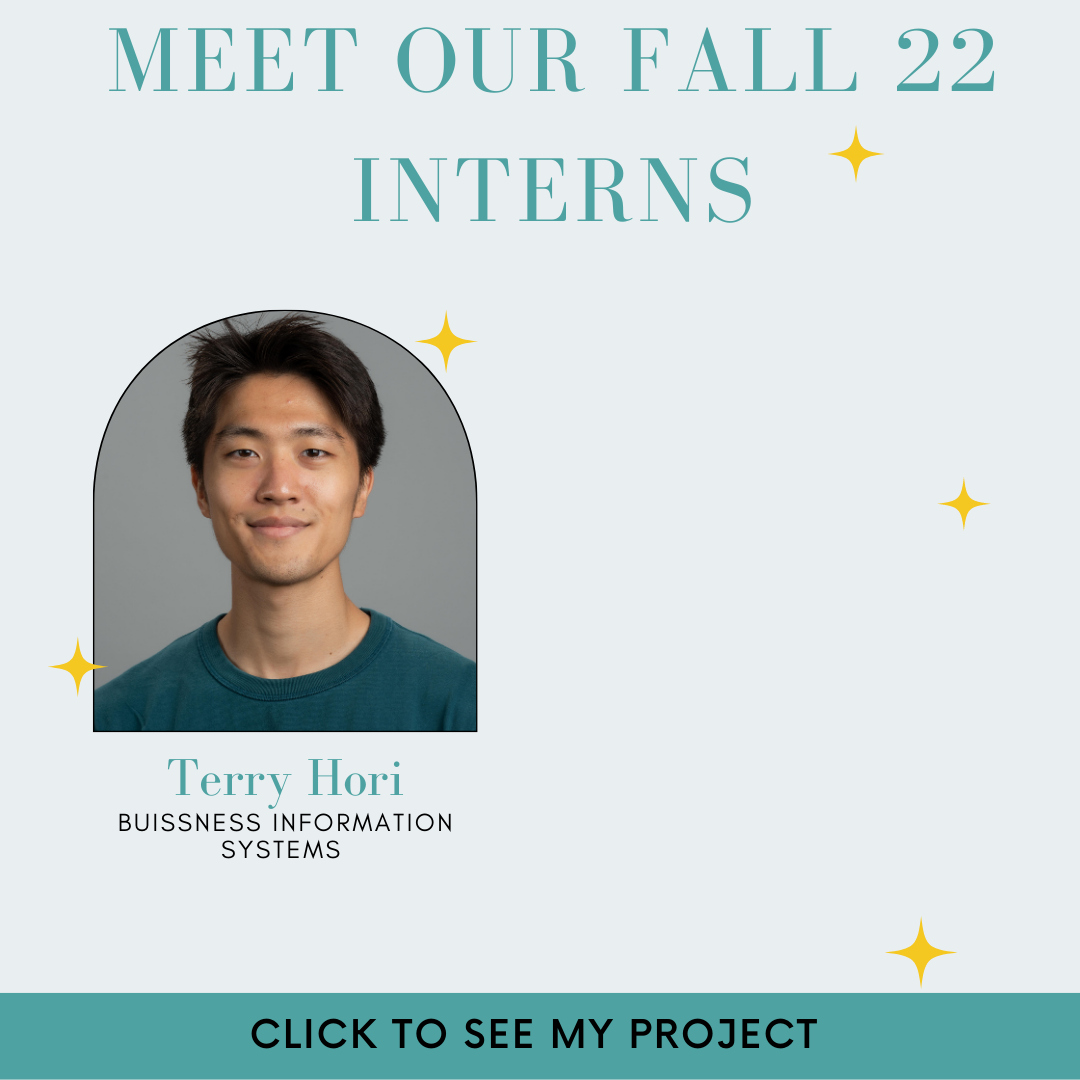 MEET OUR FALL 22
INTERNS
Terry Hori
BUISSNESS INFORMATION
SYSTEMS
CLICK TO SEE MY PROJECT